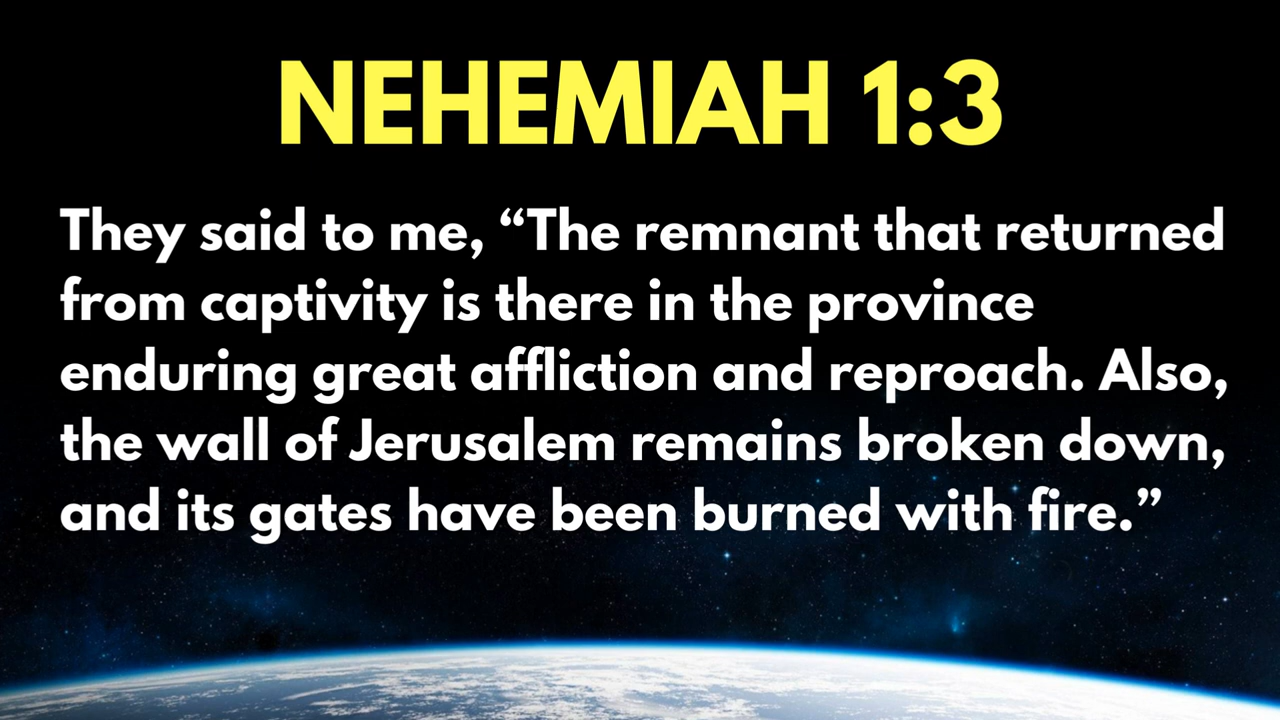 NEHEMIAH 1:3
They said to me, “The remnant that returned
from captivity is there in the province
enduring great affliction and reproach. Also,
the wall of Jerusalem remains broken down,
and its gates have been burned with fire.”